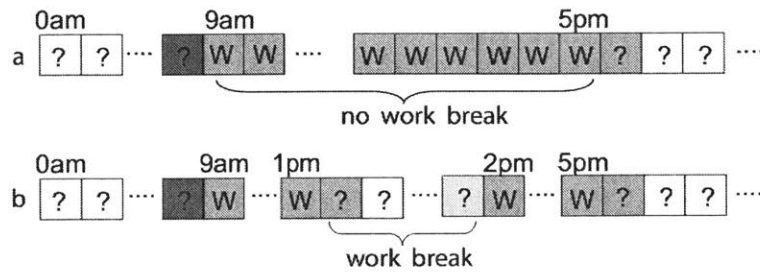 0am 9am 5pm
a ? ? .... ? W W .... W W W W W W ? ? ? ....
no work break
0am 9am 1pm 2pm 5pm
b ? ? .... ? W .... W ? ? .... ? W .... W ? ? ? ....
work break